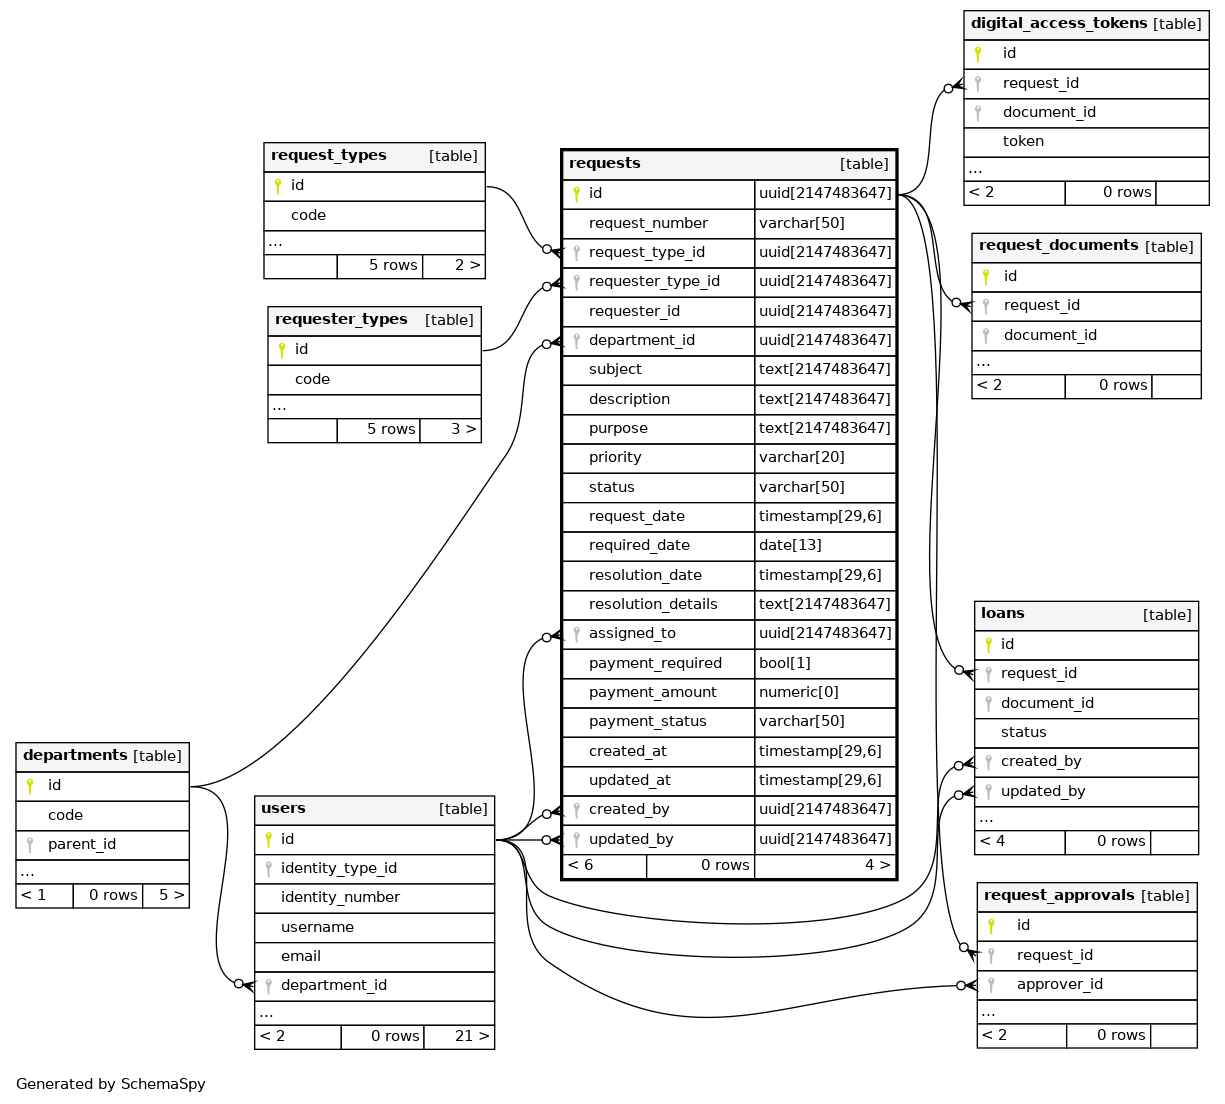 digital_access_tokens [table]
id
request_id
document_id
token
...
< 2 0 rows
request_types [table]
id
code
...
5 rows 2 >
requests [table]
id uuid[2147483647]
request_number varchar[50]
request_type_id uuid[2147483647]
requester_type_id uuid[2147483647]
requester_id uuid[2147483647]
department_id uuid[2147483647]
subject text[2147483647]
description text[2147483647]
purpose text[2147483647]
priority varchar[20]
status varchar[50]
request_date timestamp[29,6]
required_date date[13]
resolution_date timestamp[29,6]
resolution_details text[2147483647]
assigned_to uuid[2147483647]
payment_required bool[1]
payment_amount numeric[0]
payment_status varchar[50]
created_at timestamp[29,6]
updated_at timestamp[29,6]
created_by uuid[2147483647]
updated_by uuid[2147483647]
< 6 0 rows 4 >
request_documents [table]
id
request_id
document_id
...
< 2 0 rows
requester_types [table]
id
code
...
5 rows 3 >
loans [table]
id
request_id
document_id
status
created_by
updated_by
...
< 4 0 rows
departments [table]
id
code
parent_id
...
< 1 0 rows 5 >
users [table]
id
identity_type_id
identity_number
username
email
department_id
...
< 2 0 rows 21 >
request_approvals [table]
id
request_id
approver_id
...
< 2 0 rows
Generated by SchemaSpy